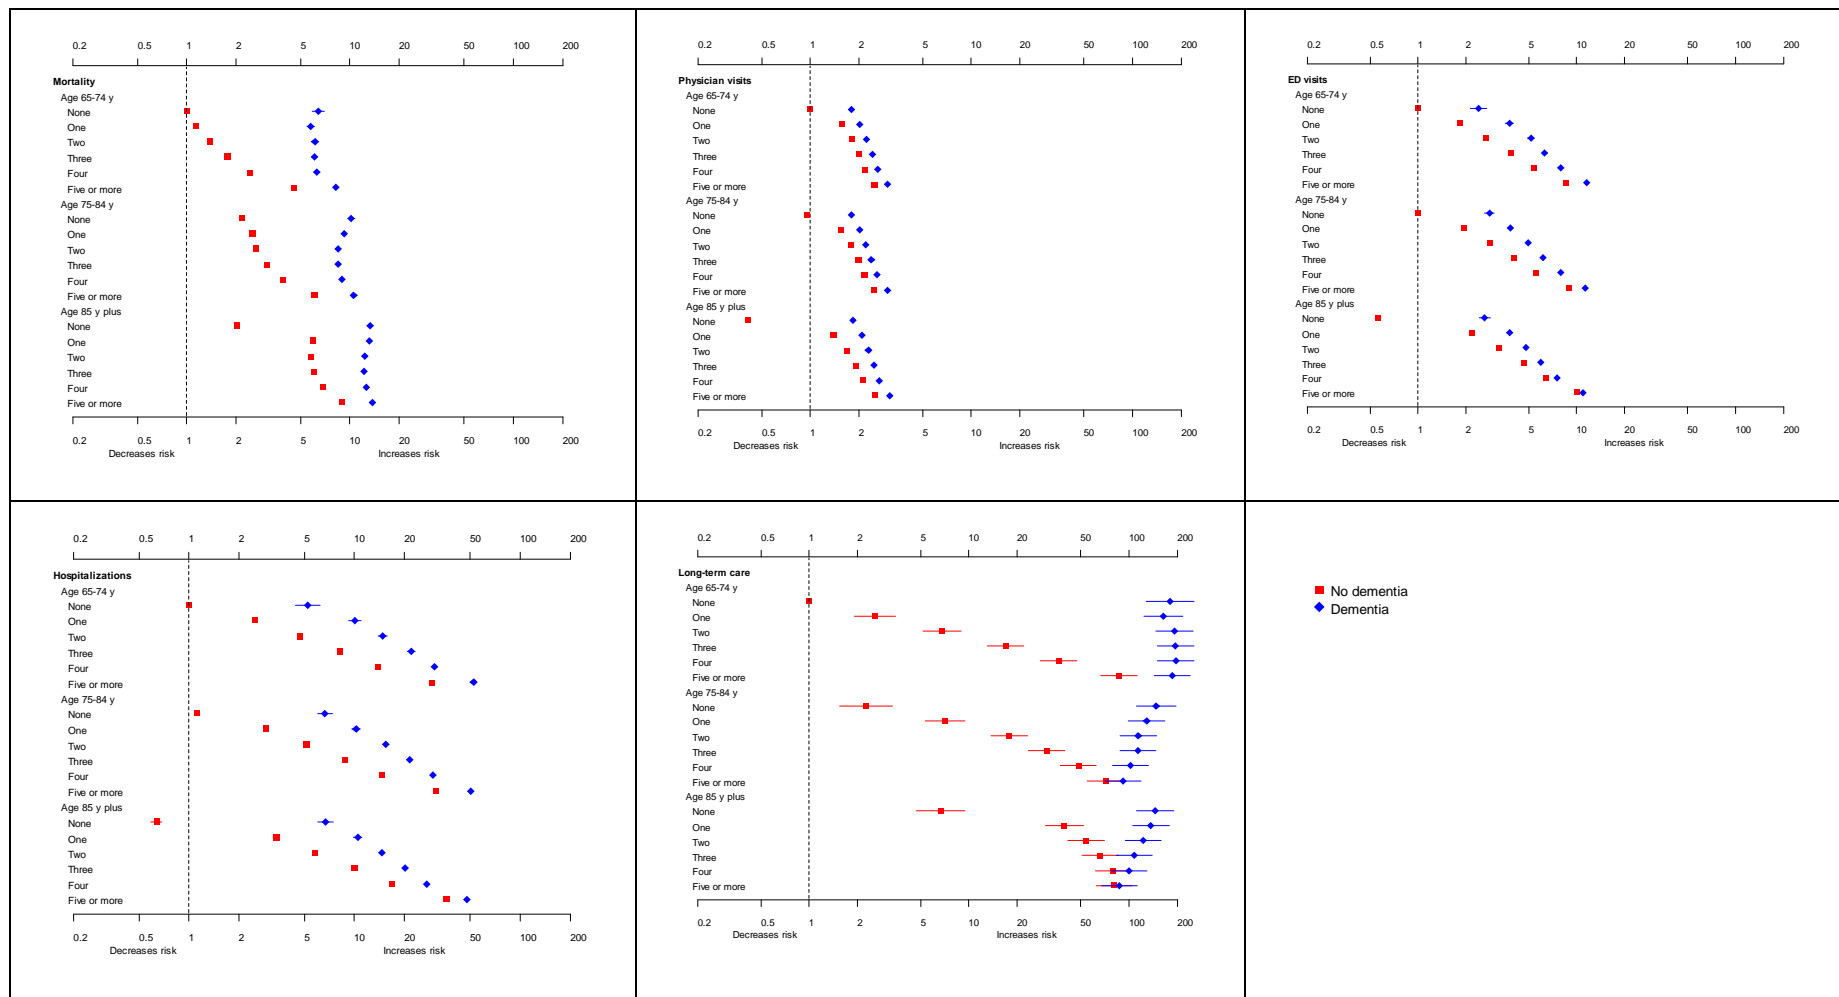 0.2 0.5 1 2 5 10 20 50 100 200
Mortality
Age 65-74 y
None
One
Two
Three
Four
Five or more
Age 75-84 y
None
One
Two
Three
Four
Five or more
Age 85 y plus
None
One
Two
Three
Four
Five or more
0.2 0.5 1 2 5 10 20 50 100 200
Decreases risk Increases risk
0.2 0.5 1 2 5 10 20 50 100 200
Physician visits
Age 65-74 y
None
One
Two
Three
Four
Five or more
Age 75-84 y
None
One
Two
Three
Four
Five or more
Age 85 y plus
None
One
Two
Three
Four
Five or more
0.2 0.5 1 2 5 10 20 50 100 200
Decreases risk Increases risk
0.2 0.5 1 2 5 10 20 50 100 200
ED visits
Age 65-74 y
None
One
Two
Three
Four
Five or more
Age 75-84 y
None
One
Two
Three
Four
Five or more
Age 85 y plus
None
One
Two
Three
Four
Five or more
0.2 0.5 1 2 5 10 20 50 100 200
Decreases risk Increases risk
0.2 0.5 1 2 5 10 20 50 100 200
Hospitalizations
Age 65-74 y
None
One
Two
Three
Four
Five or more
Age 75-84 y
None
One
Two
Three
Four
Five or more
Age 85 y plus
None
One
Two
Three
Four
Five or more
0.2 0.5 1 2 5 10 20 50 100 200
Decreases risk Increases risk
0.2 0.5 1 2 5 10 20 50 100 200
Long-term care
Age 65-74 y
None
One
Two
Three
Four
Five or more
Age 75-84 y
None
One
Two
Three
Four
Five or more
Age 85 y plus
None
One
Two
Three
Four
Five or more
0.2 0.5 1 2 5 10 20 50 100 200
Decreases risk Increases risk
No dementia
Dementia